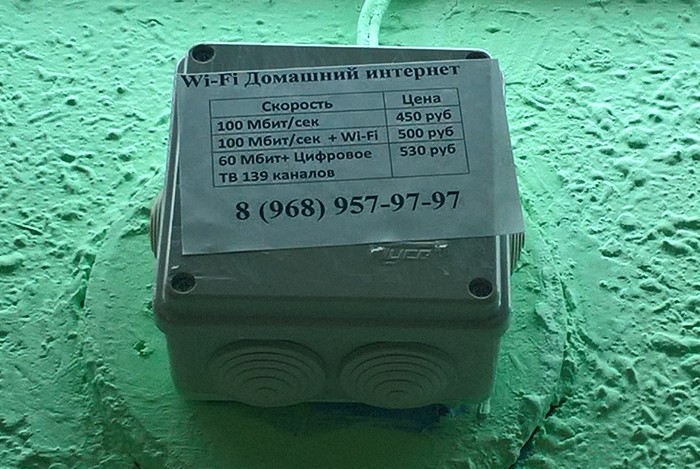 Wi-Fi Домашний интернет
Скорость Цена
100 Мбит/сек 450 руб
100 Мбит/сек + Wi-Fi 500 руб
60 Мбит+ Цифровое 530 руб
ТВ 139 каналов
8 (968) 957-97-97